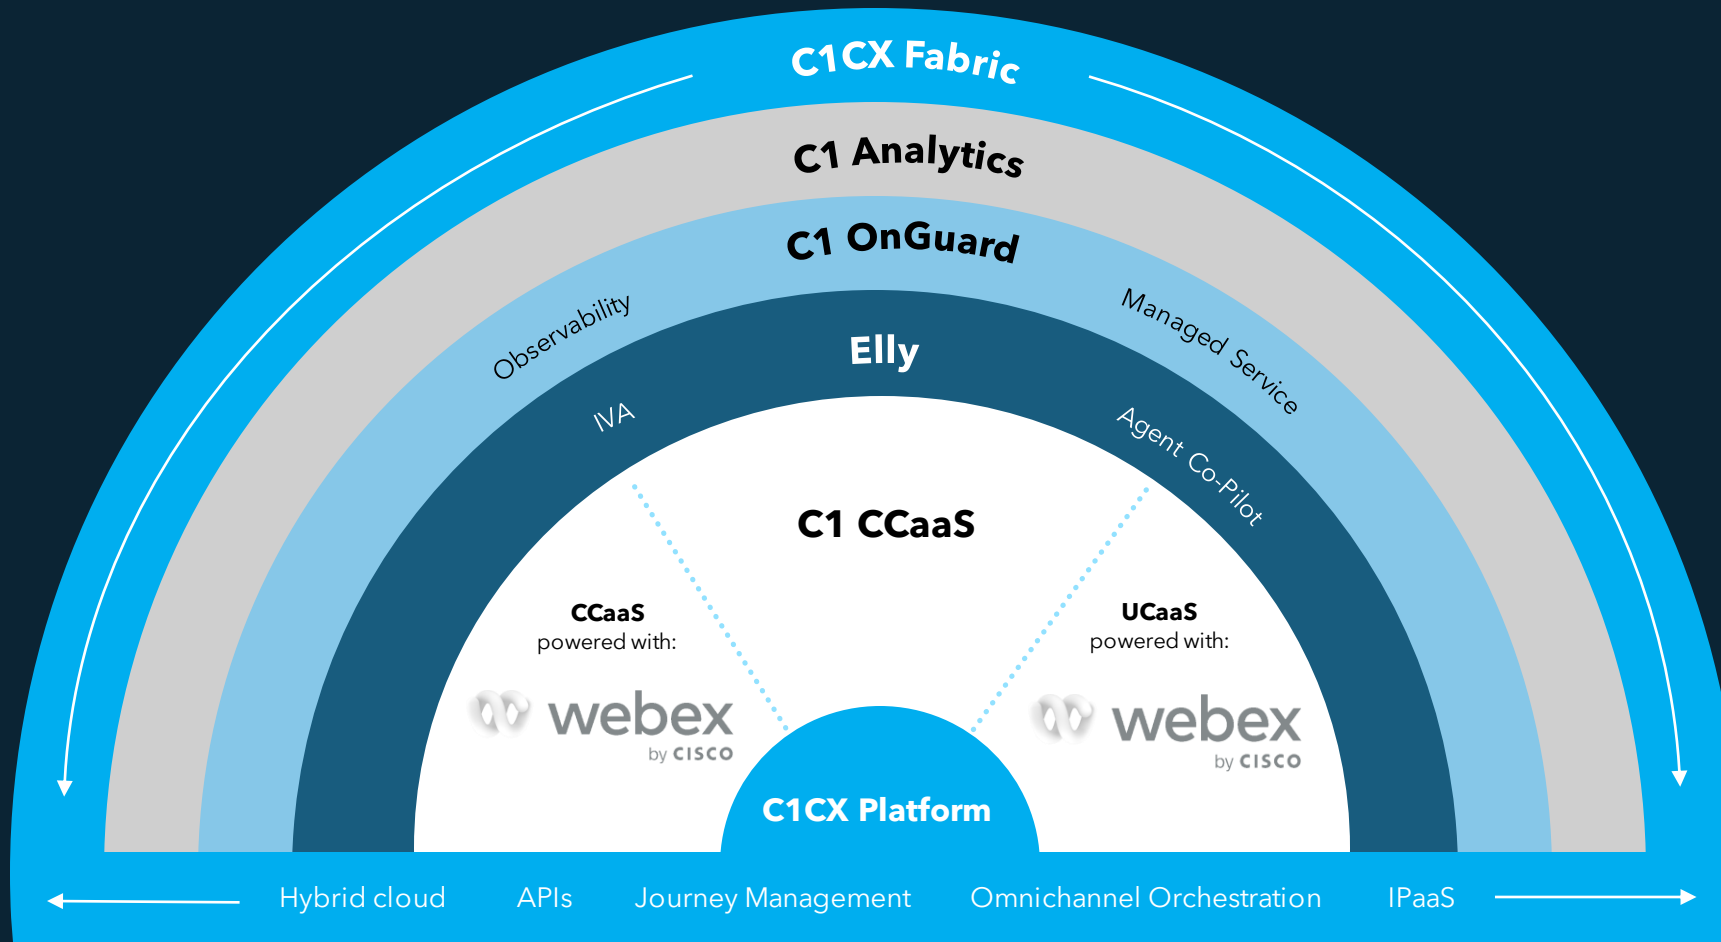 C1CX Fabric
C1 Analytics
C1 OnGuard
Observability
Managed Service
Elly
IVA
Agent Co-Pilot
C1 CCaaS
CCaaS
powered with:
webex
by CISCO
UCaaS
powered with:
webex
by CISCO
C1CX Platform
Hybrid cloud
APIs
Journey Management
Omnichannel Orchestration
IPaaS